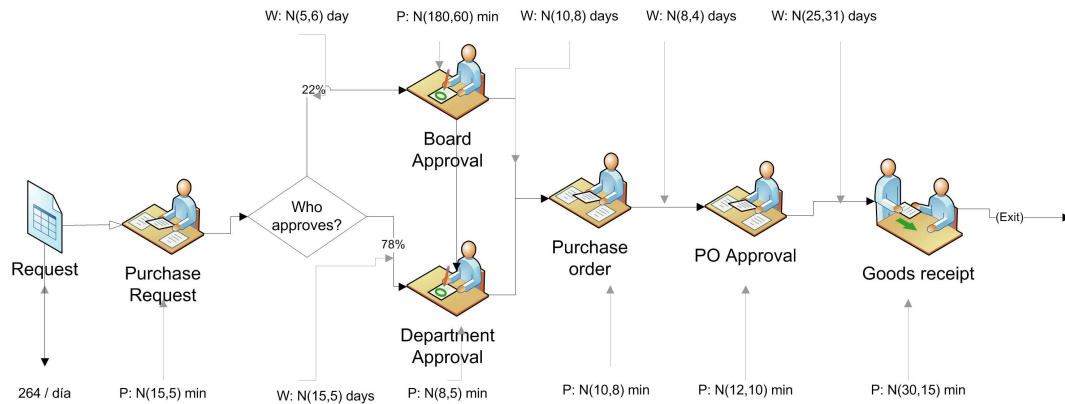 W: N(5,6) day
P: N(180,60) min
W: N(10,8) days
W: N(8,4) days
W: N(25,31) days
22%
Board
Approval
Who
approves?
78%
Request
Purchase
Request
Purchase
order
PO Approval
Goods receipt
(Exit)
Department
Approval
264 / día
P: N(15,5) min
W: N(15,5) days
P: N(8,5) min
P: N(10,8) min
P: N(12,10) min
P: N(30,15) min